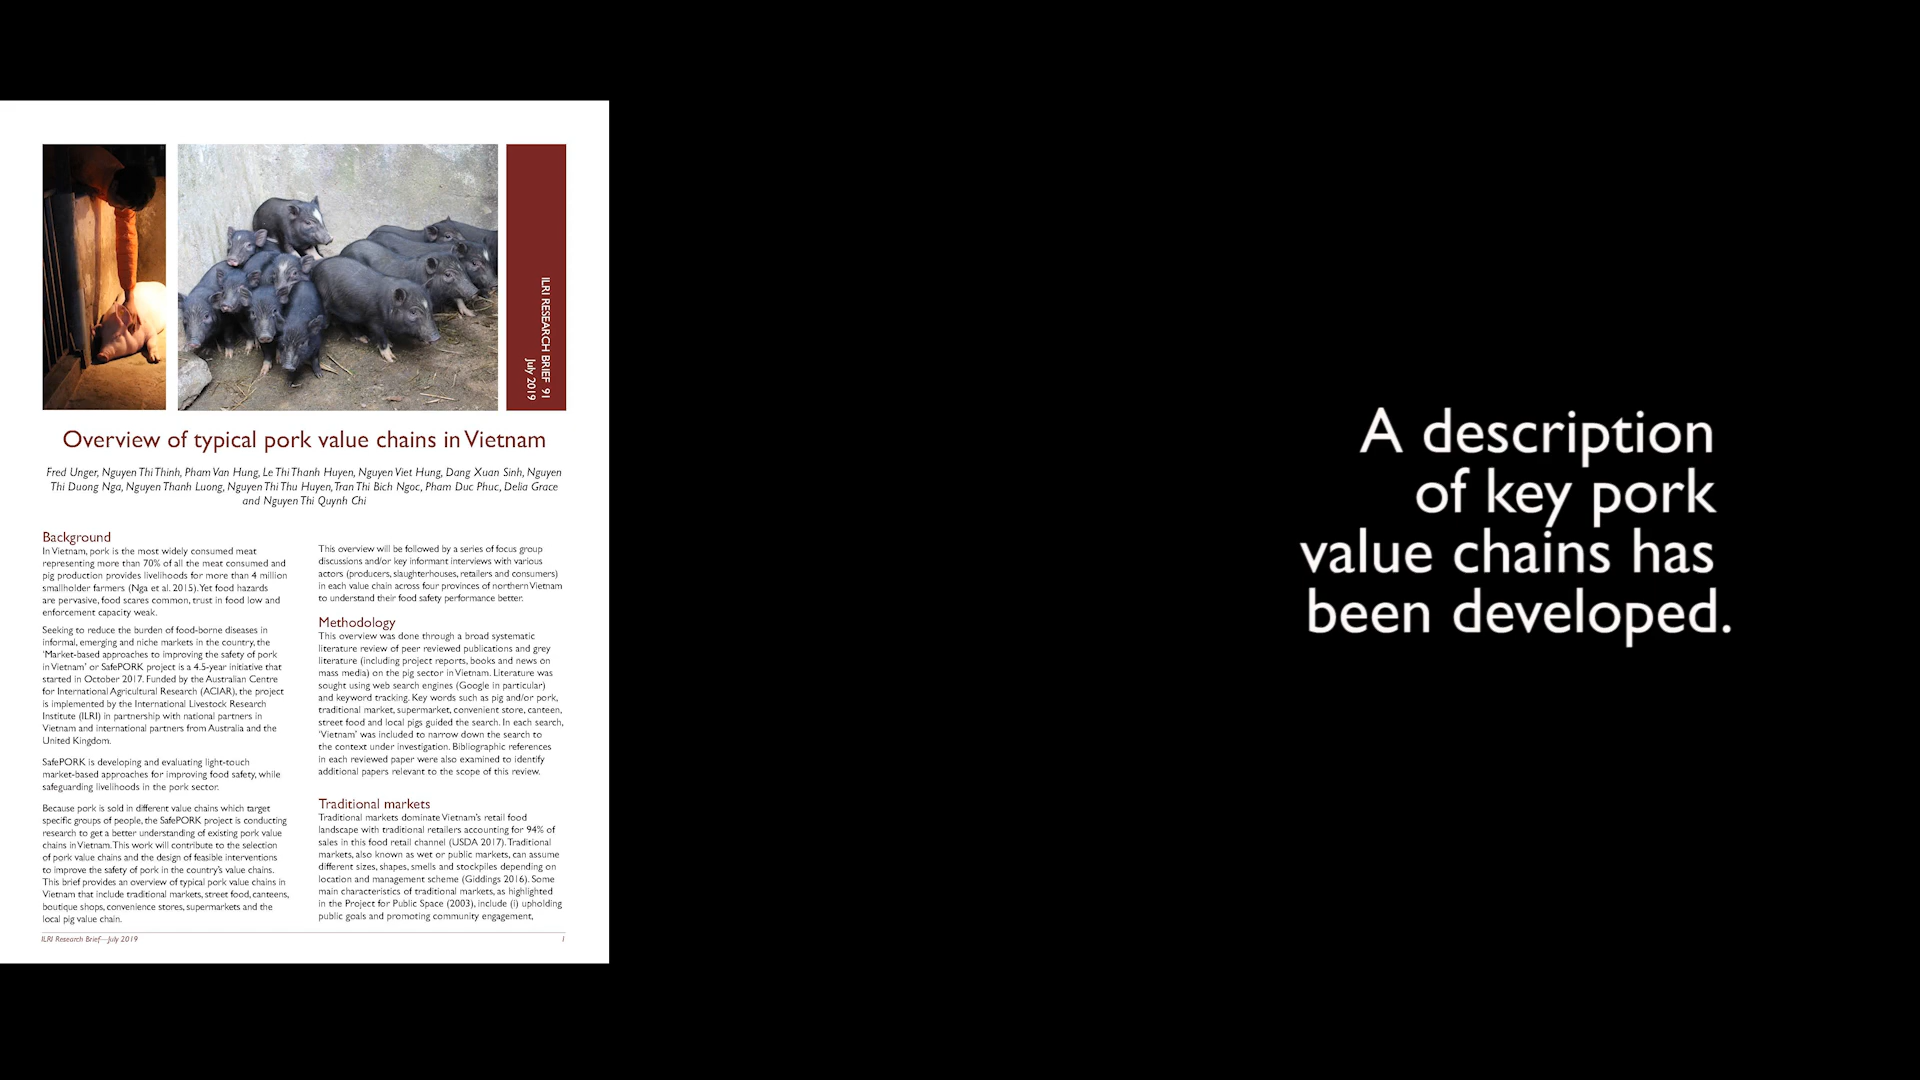 ILRI RESEARCH BRIEF 91
July 2019
Overview of typical pork value chains in Vietnam
Fred Unger, Nguyen Thi Thinh, Pham Van Hung, Le Thi Thanh Huyen, Nguyen Viet Hung, Dang Xuan Sinh, Nguyen
Thi Duong Nga, Nguyen Thanh Luong, Nguyen Thi Thu Huyen, Tran Thi Bich Ngoc, Pham Duc Phuc, Delia Grace
and Nguyen Thi Quynh Chi
Background
In Vietnam, pork is the most widely consumed meat
representing more than 70% of all the meat consumed and
pig production provides livelihoods for more than 4 million
smallholder farmers (Nga et al. 2015). Yet food hazards
are pervasive, food scares common, trust in food low and
enforcement capacity weak.
Seeking to reduce the burden of food-borne diseases in
informal, emerging and niche markets in the country, the
'Market-based approaches to improving the safety of pork
in Vietnam' or SafePORK project is a 4.5-year initiative that
started in October 2017. Funded by the Australian Centre
for International Agricultural Research (ACIAR), the project
is implemented by the International Livestock Research
Institute (ILRI) in partnership with national partners in
Vietnam and international partners from Australia and the
United Kingdom.
SafePORK is developing and evaluating light-touch
market-based approaches for improving food safety, while
safeguarding livelihoods in the pork sector.
Because pork is sold in different value chains which target
specific groups of people, the SafePORK project is conducting
research to get a better understanding of existing pork value
chains in Vietnam. This work will contribute to the selection
of pork value chains and the design of feasible interventions
to improve the safety of pork in the country's value chains.
This brief provides an overview of typical pork value chains in
Vietnam that include traditional markets, street food, canteens,
boutique shops, convenience stores, supermarkets and the
local pig value chain.
This overview will be followed by a series of focus group
discussions and/or key informant interviews with various
actors (producers, slaughterhouses, retailers and consumers)
in each value chain across four provinces of northern Vietnam
to understand their food safety performance better.
Methodology
This overview was done through a broad systematic
literature review of peer reviewed publications and grey
literature (including project reports, books and news on
mass media) on the pig sector in Vietnam. Literature was
sought using web search engines (Google in particular)
and keyword tracking. Key words such as pig and/or pork,
traditional market, supermarket, convenient store, canteen,
street food and local pigs guided the search. In each search,
'Vietnam' was included to narrow down the search to
the context under investigation. Bibliographic references
in each reviewed paper were also examined to identify
additional papers relevant to the scope of this review.
Traditional markets
Traditional markets dominate Vietnam's retail food
landscape with traditional retailers accounting for 94% of
sales in this food retail channel (USDA 2017). Traditional
markets, also known as wet or public markets, can assume
different sizes, shapes, smells and stockpiles depending on
location and management scheme (Giddings 2016). Some
main characteristics of traditional markets, as highlighted
in the Project for Public Space (2003), include (i) upholding
public goals and promoting community engagement,
ILRI Research Brief—July 2019
1
A description
of key pork
value chains has
been developed.